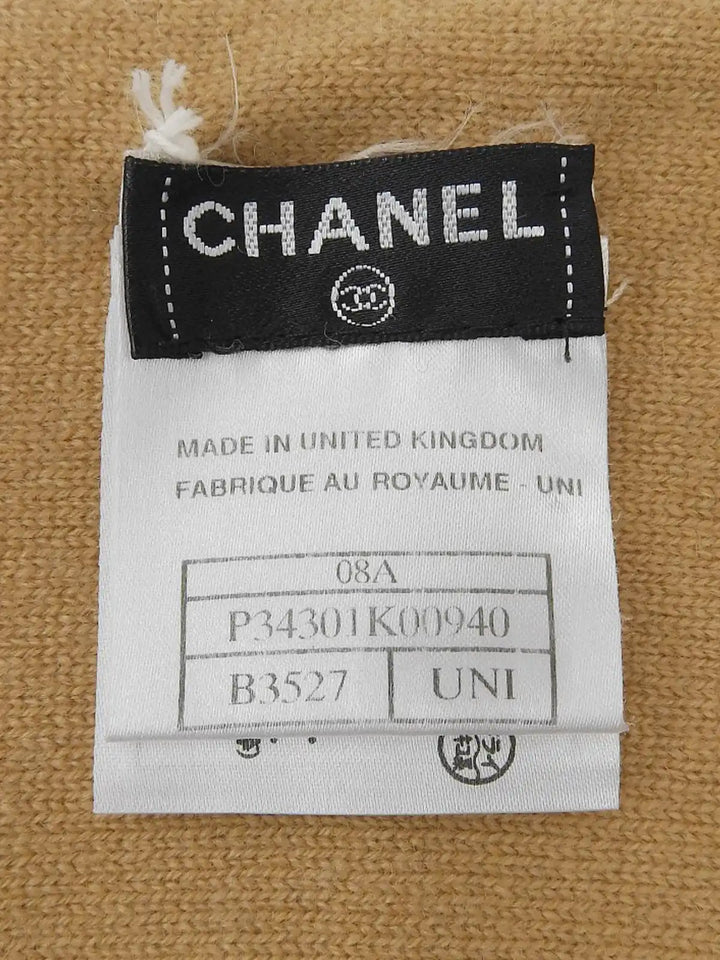 CHANEL
MADE IN UNITED KINGDOM
FABRIQUE AU ROYAUME - UNI
08A
P34301K00940
B3527 UNI